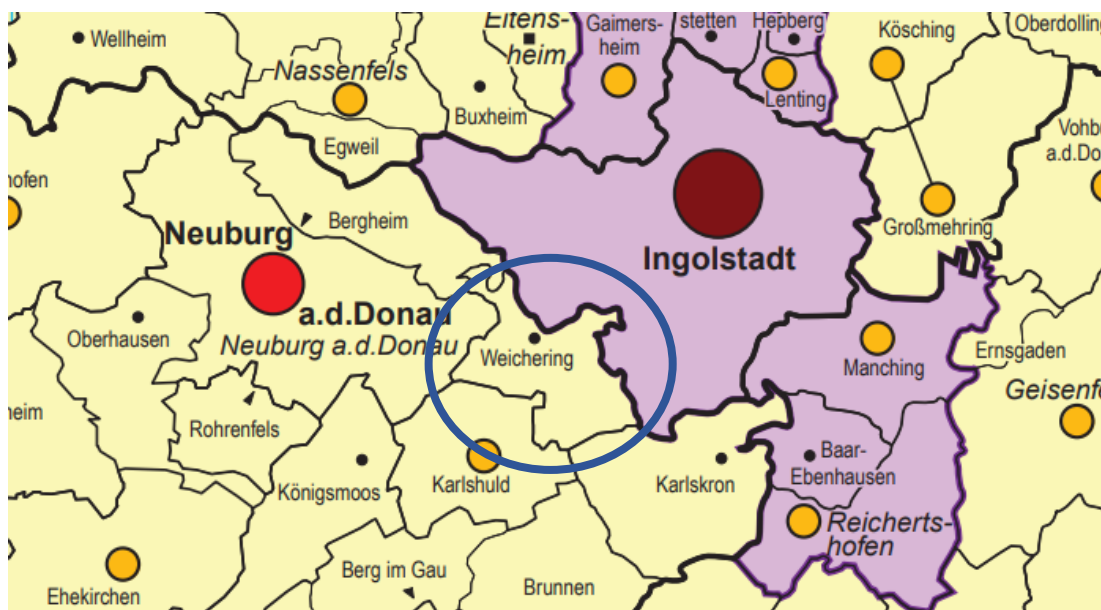 Wellheim
Eitens-
heim
Gaimers-
heim
stetten
Hepberg
Kösching
Oberdolling
Nassenfels
Buxheim
Lenting
Egweil
Vohbu
a.d.Do
hofen
Bergheim
Neuburg
Großmehring
Ingolstadt
a.d.Donau
Neuburg a.d.Donau
Oberhausen
Weichering
Manching
Ernsgaden
Geisenfe
heim
Rohrenfels
Königsmoos
Karlshuld
Karlskron
Baar-
Ebenhausen
Reicherts-
hofen
Berg im Gau
Brunnen
Ehekirchen